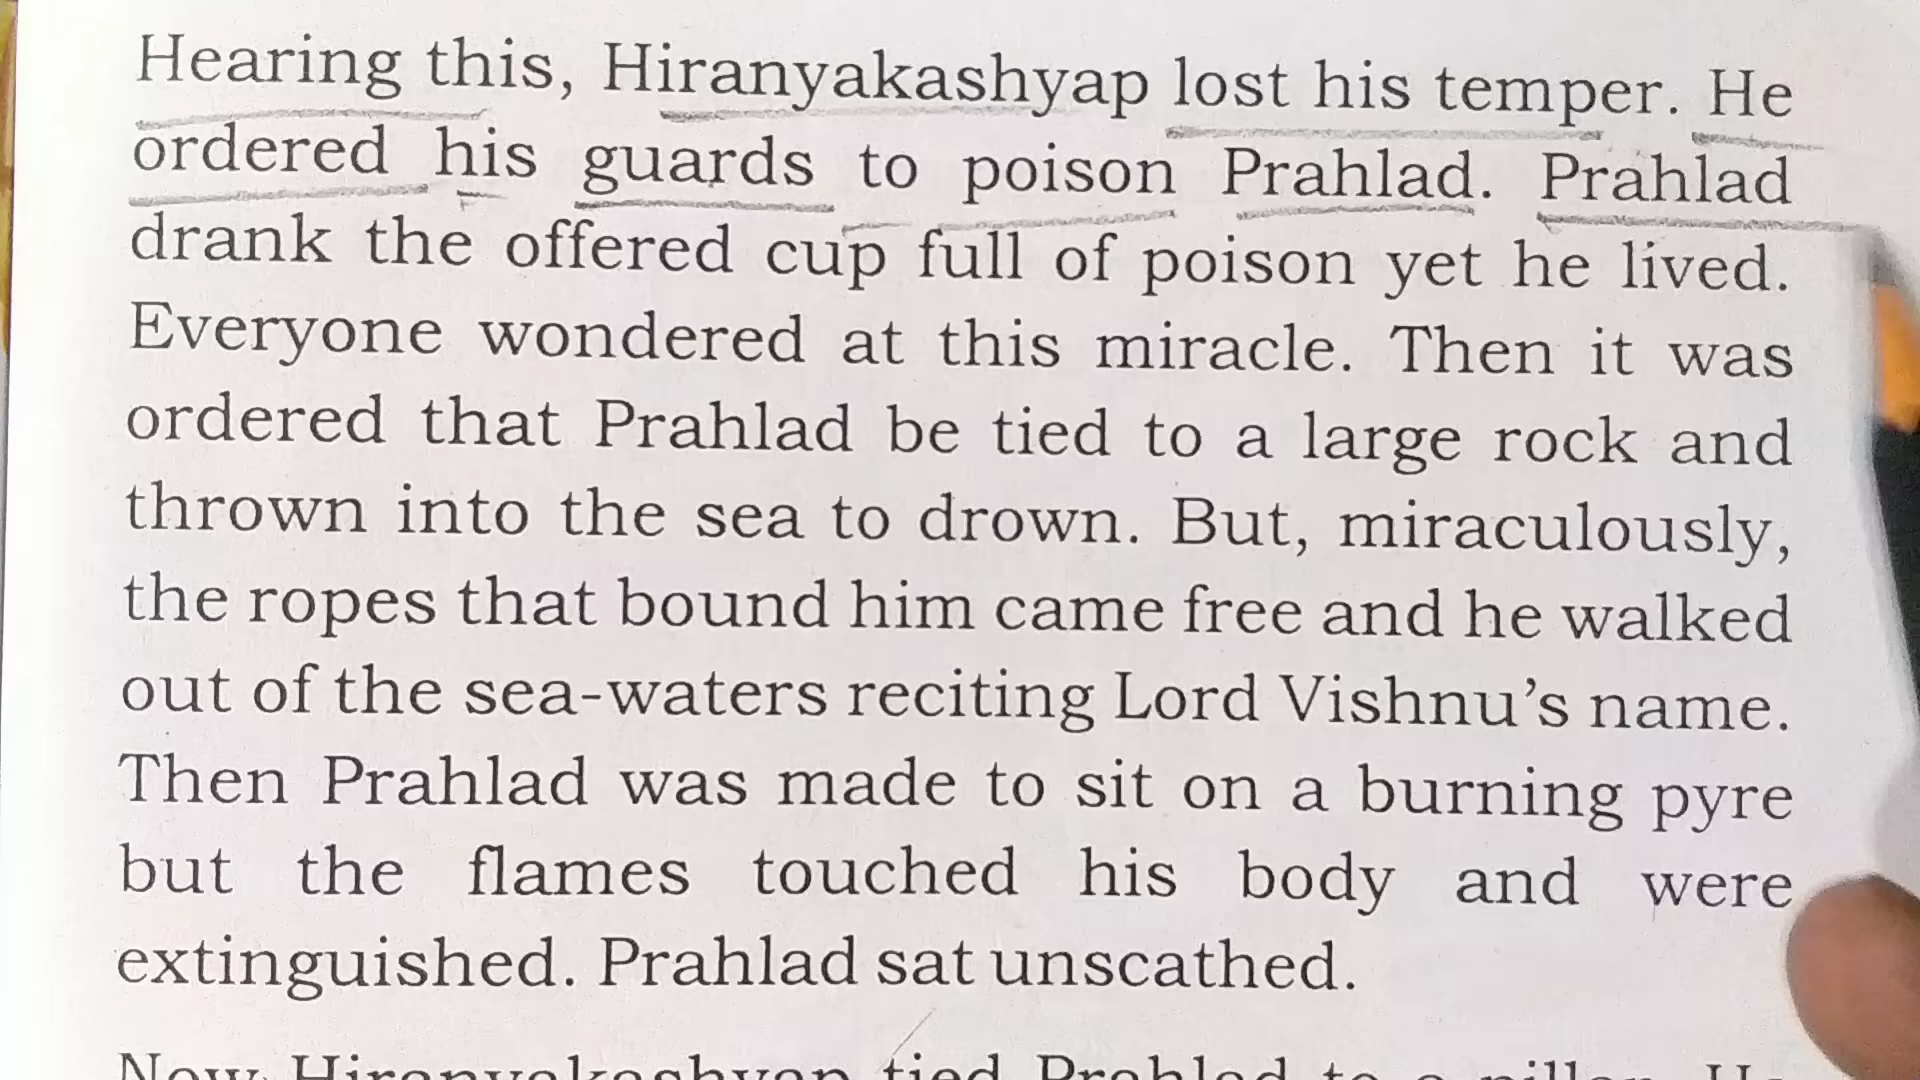 Hearing this, Hiranyakashyap lost his temper. He
ordered his guards to poison Prahlad. Prahlad
drank the offered cup full of poison yet he lived.
Everyone wondered at this miracle. Then it was
ordered that Prahlad be tied to a large rock and
thrown into the sea to drown. But, miraculously,
the ropes that bound him came free and he walked
out of the sea-waters reciting Lord Vishnu’s name.
Then Prahlad was made to sit on a burning pyre
but the flames touched his body and were
extinguished. Prahlad sat unscathed.
Now Hiranyakashyap tied Prahlad to a pillar. He